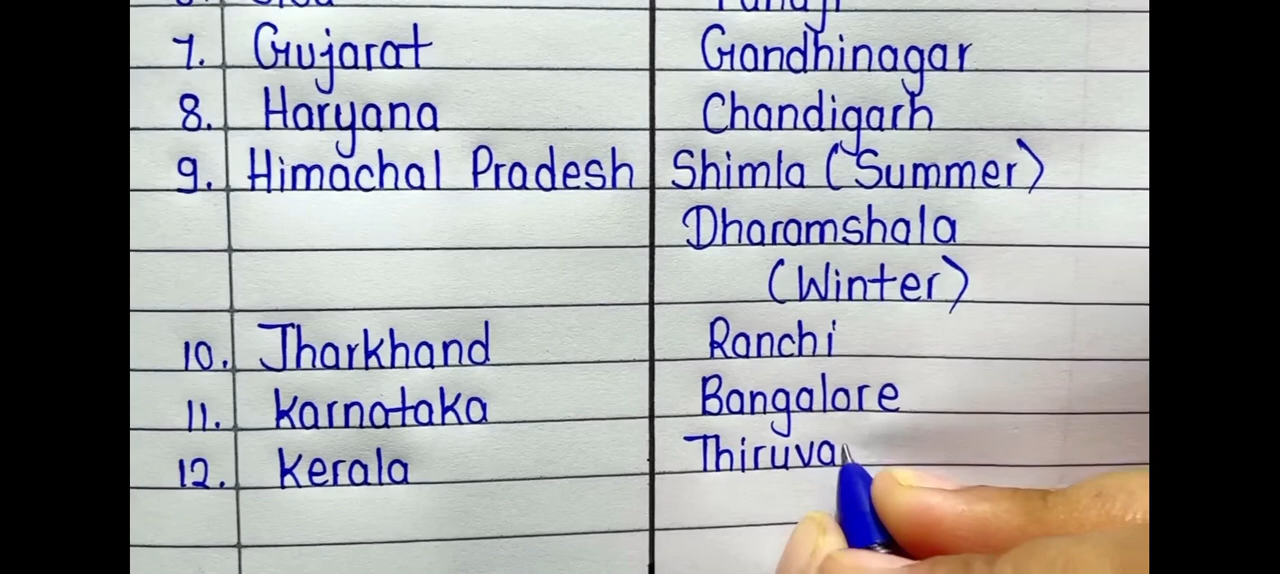 7. Gujarat Gandhinagar
8. Haryana Chandigarh
9. Himachal Pradesh Shimla (Summer)
Dharamshala
(Winter)
10. Jharkhand Ranchi
11. Karnataka Bangalore
12. Kerala Thiruva